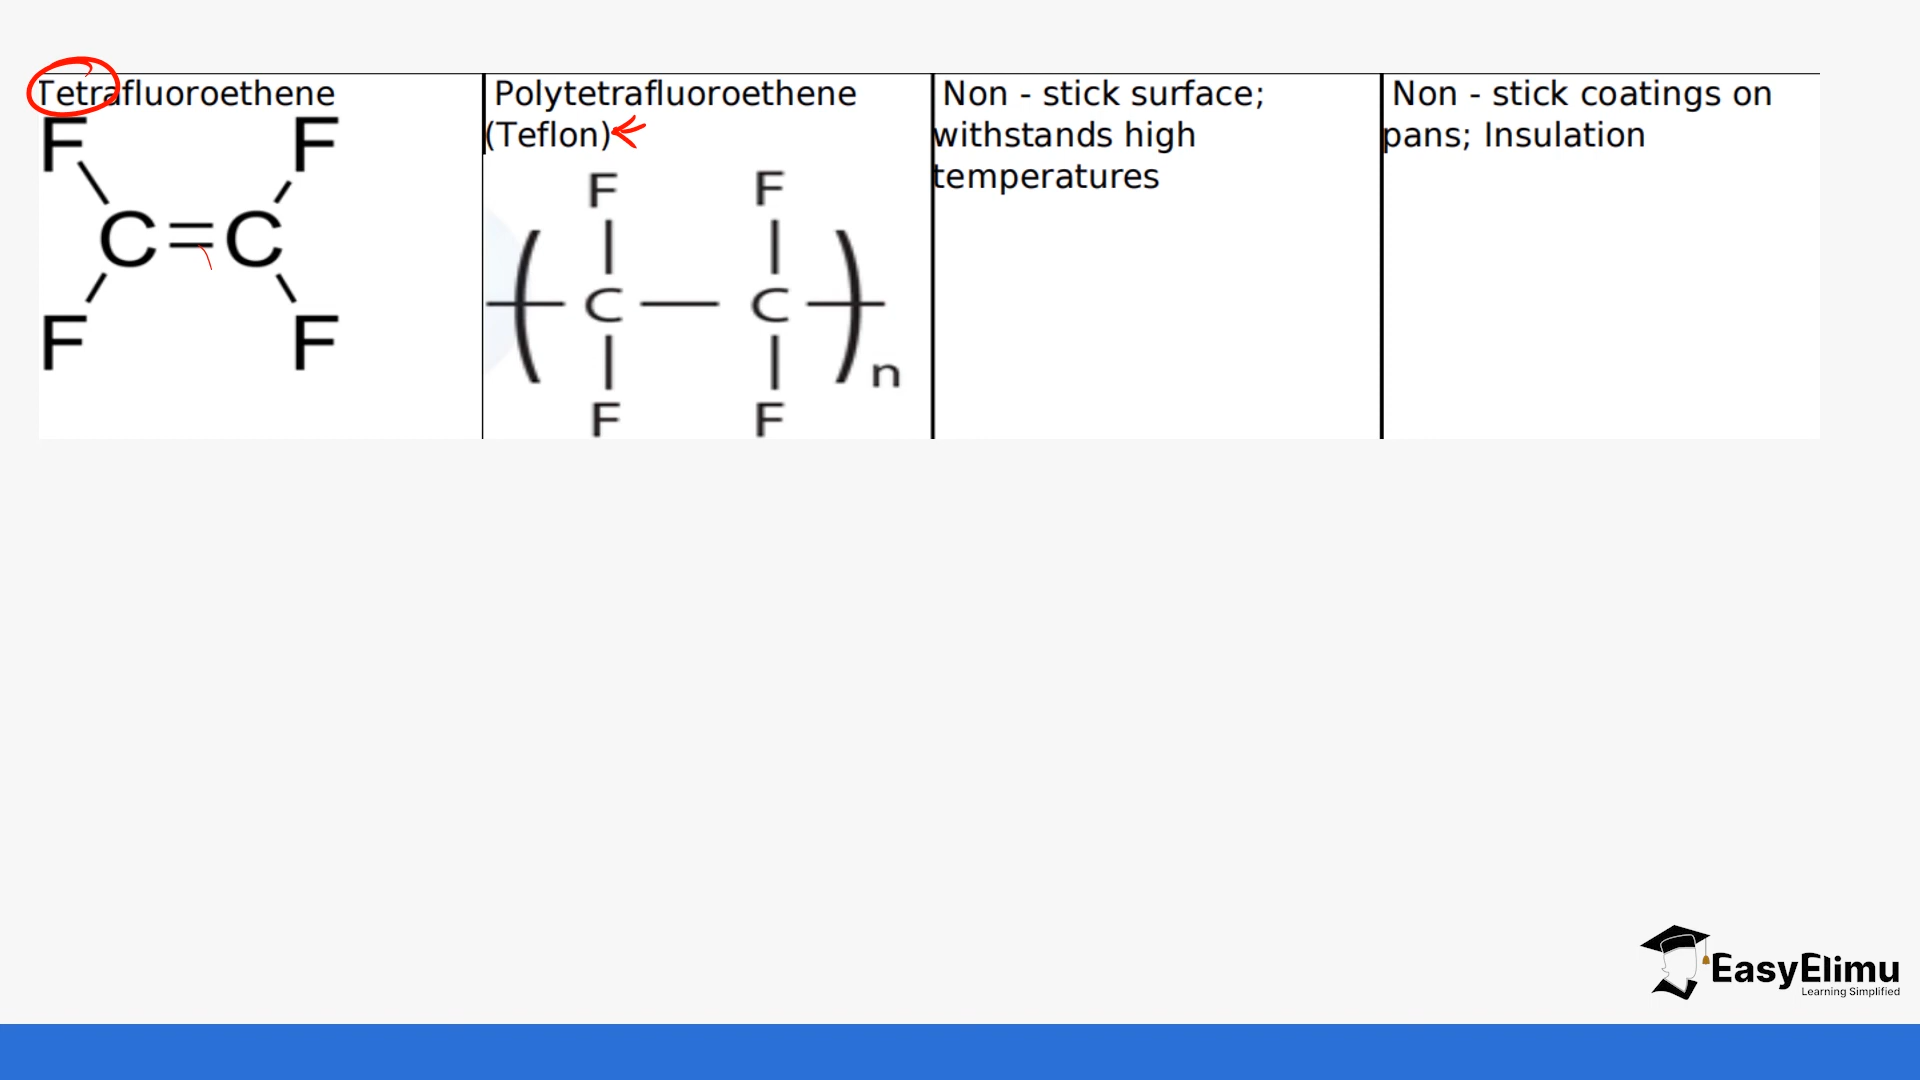 Tetrafluoroethene
F F
C=C
F F
Polytetrafluoroethene
(Teflon)
F F
( C — C )n
F F
Non - stick surface;
withstands high
temperatures
Non - stick coatings on
pans; Insulation
EasyElimu
Learning Simplified